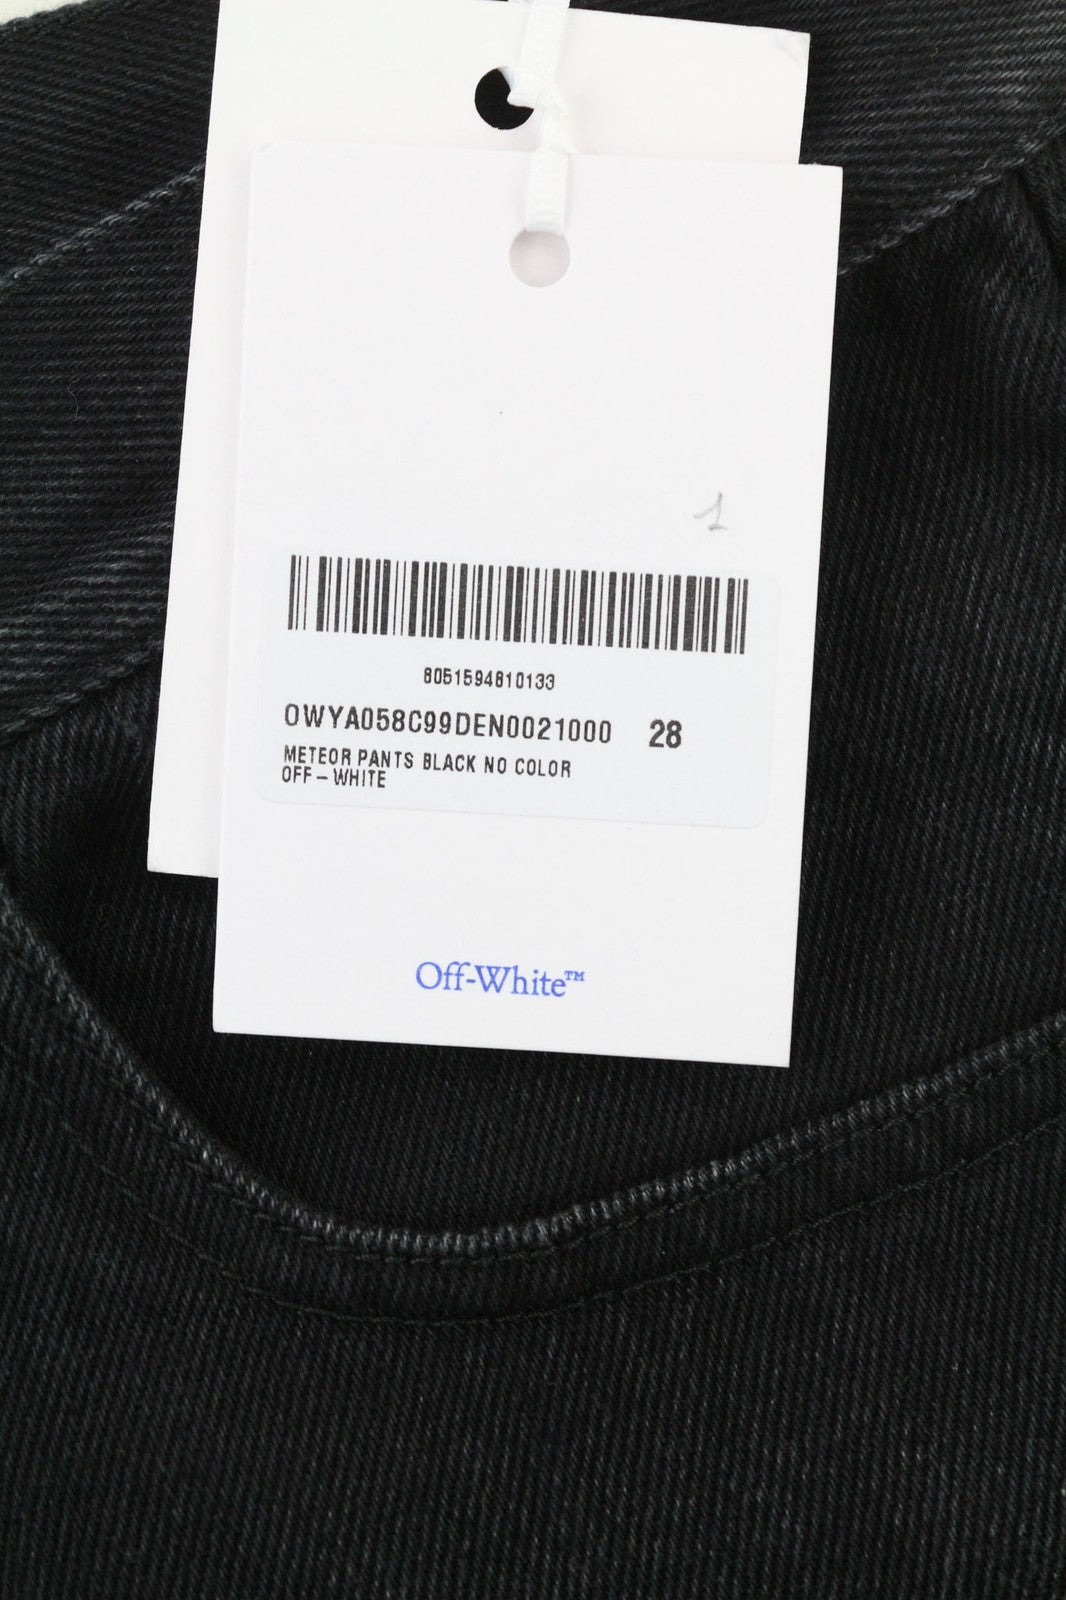 1
8051594810133
OWYA058C99DEN0021000 28
METEOR PANTS BLACK NO COLOR
OFF-WHITE
Off-White™